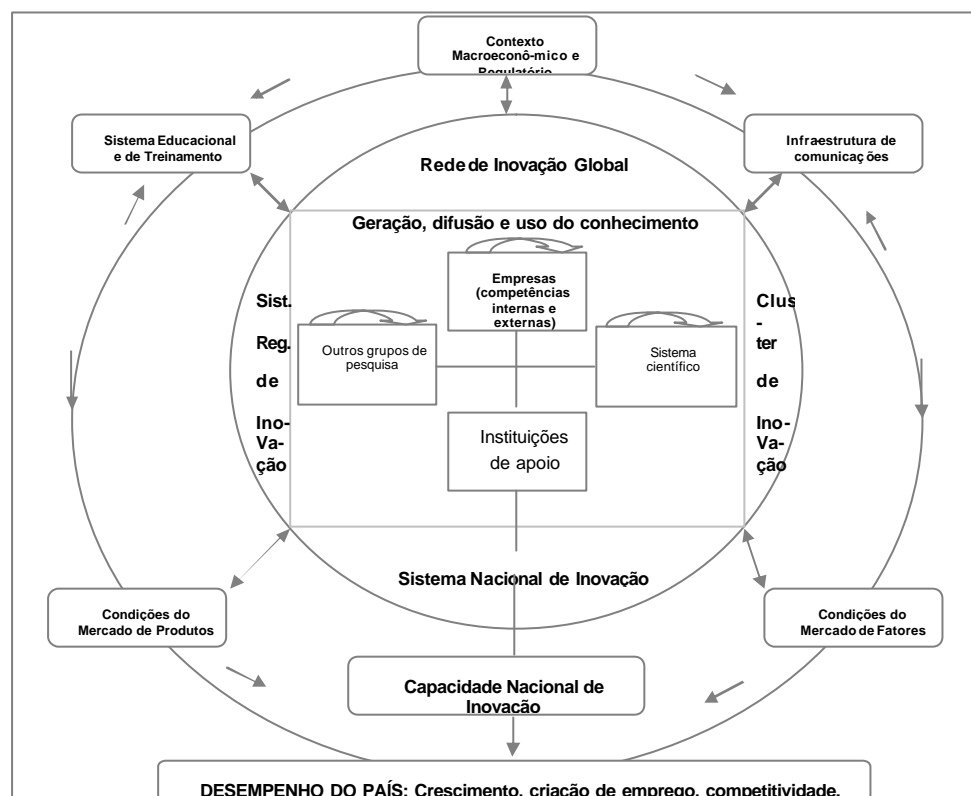 Contexto
Macroeconô-mico e
Regulatório
Sistema Educacional
e de Treinamento
Infraestrutura de
comunicações
Rede de Inovação Global
Geração, difusão e uso do conhecimento
Empresas
(competências
internas e
externas)
Sist.
Reg.
de
Ino-
Va-
ção
Outros grupos de
pesquisa
Sistema
científico
Clus
-
ter
de
Ino-
Va-
ção
Instituições
de apoio
Sistema Nacional de Inovação
Condições do
Mercado de Produtos
Condições do
Mercado de Fatores
Capacidade Nacional de
Inovação
DESEMPENHO DO PAÍS: Crescimento, criação de emprego, competitividade,